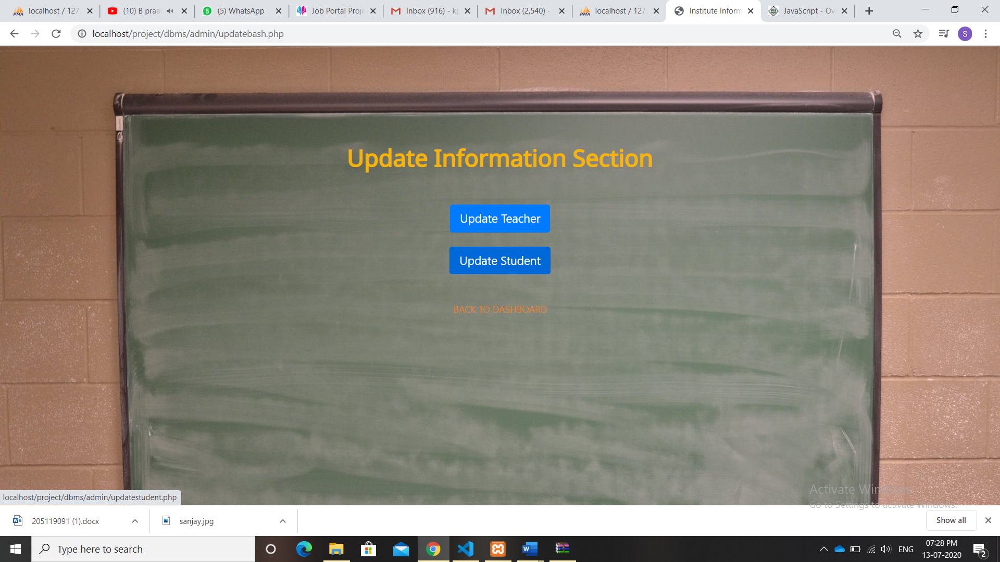 localhost / 127.
(10) B praa
(5) WhatsApp
Job Portal Proje
Inbox (916) - kp
Inbox (2,540) -
localhost / 127.
Institute Inform
JavaScript - Ov
localhost/project/dbms/admin/updatebash.php
S
Update Information Section
Update Teacher
Update Student
BACK TO DASHBOARD
Activate Windows
Go to Settings to activate Windows.
localhost/project/dbms/admin/updatestudent.php
205119091 (1).docx
sanjay.jpg
Show all
Type here to search
ENG
07:28 PM
13-07-2020
2